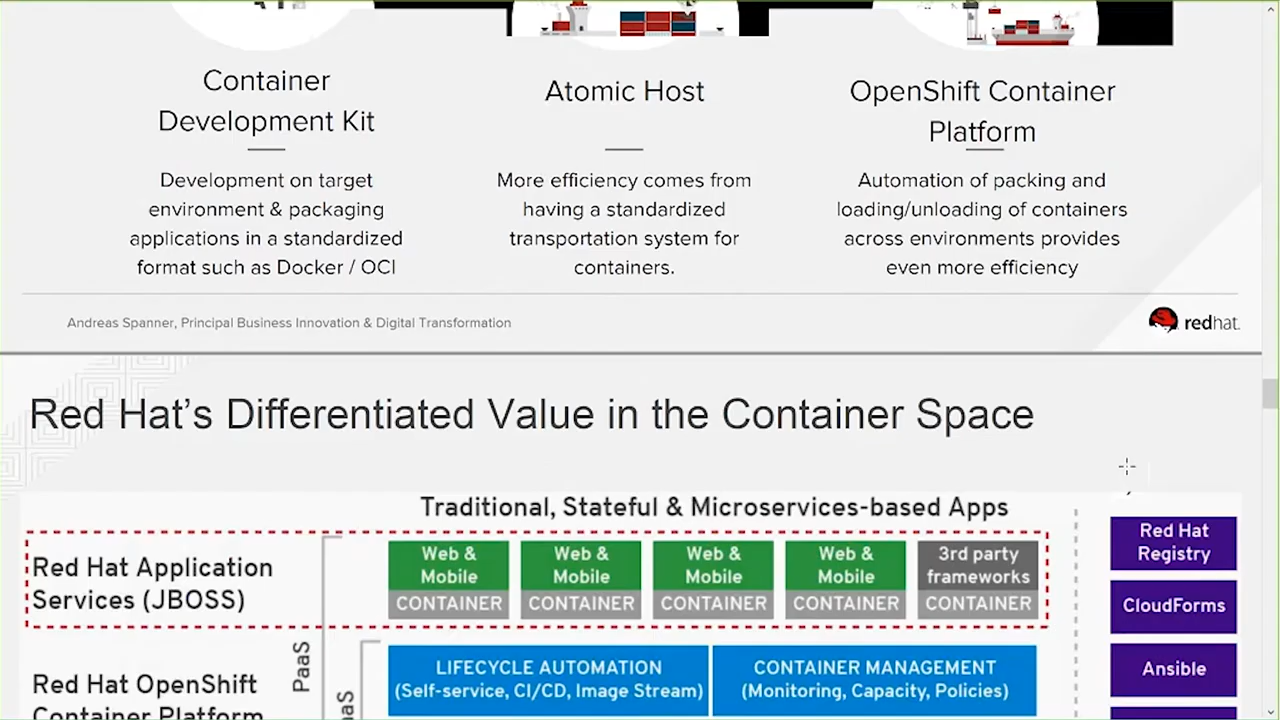 Container
Development Kit
Development on target
environment & packaging
applications in a standardized
format such as Docker / OCI
Atomic Host
More efficiency comes from
having a standardized
transportation system for
containers.
OpenShift Container
Platform
Automation of packing and
loading/unloading of containers
across environments provides
even more efficiency
Andreas Spanner, Principal Business Innovation & Digital Transformation
redhat.
Red Hat's Differentiated Value in the Container Space
Traditional, Stateful & Microservices-based Apps
Red Hat Application
Services (JBOSS)
Web &
Mobile
CONTAINER
Web &
Mobile
CONTAINER
Web &
Mobile
CONTAINER
Web &
Mobile
CONTAINER
3rd party
frameworks
CONTAINER
PaaS
Red Hat OpenShift
Container Platform
LIFECYCLE AUTOMATION
(Self-service, CI/CD, Image Stream)
CONTAINER MANAGEMENT
(Monitoring, Capacity, Policies)
Red Hat
Registry
CloudForms
Ansible